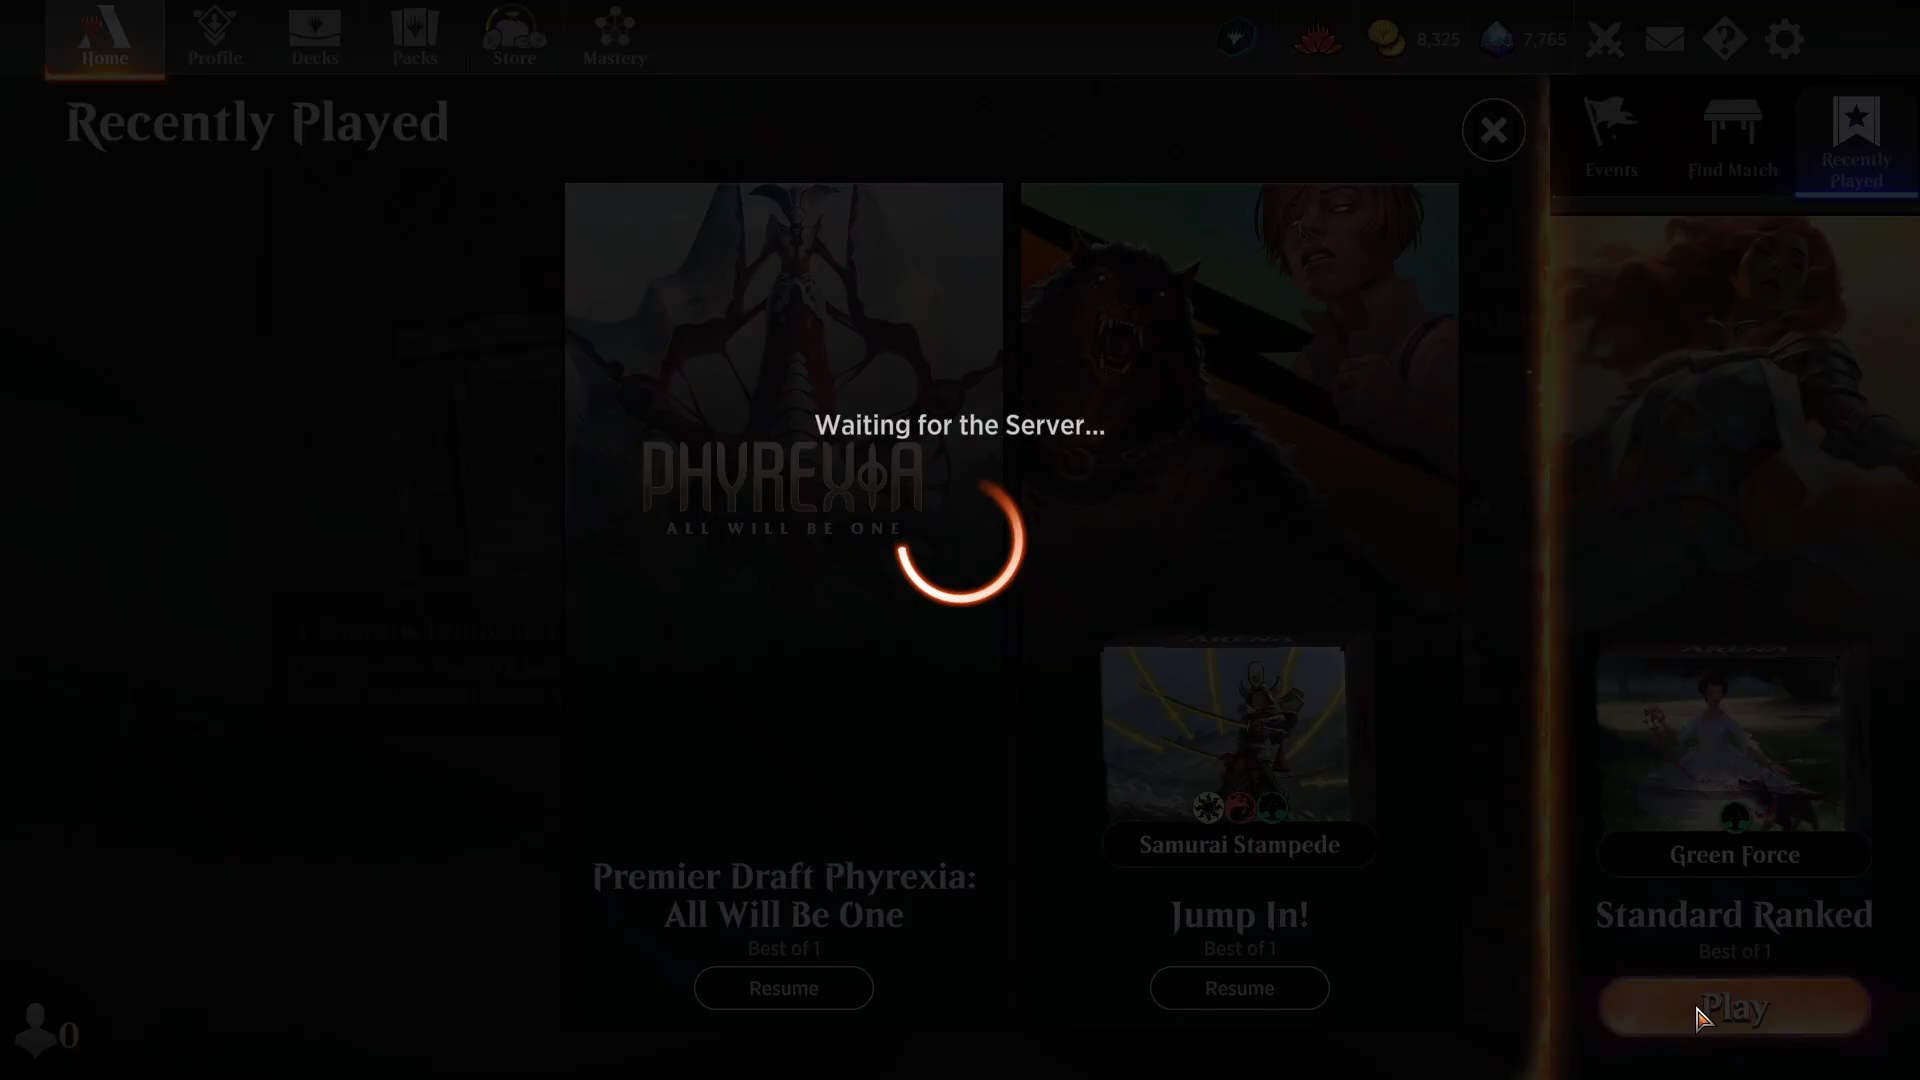 Home
Profile
Decks
Packs
Store
Mastery
8,325
7,765
Recently Played
Events
Find Match
Recently
Played
Waiting for the Server...
PHYREXIA
ALL WILL BE ONE
ARENA
ARENA
Samurai Stampede
Green Force
Premier Draft Phyrexia:
All Will Be One
Best of 1
Resume
Jump In!
Best of 1
Resume
Standard Ranked
Best of 1
Play
0